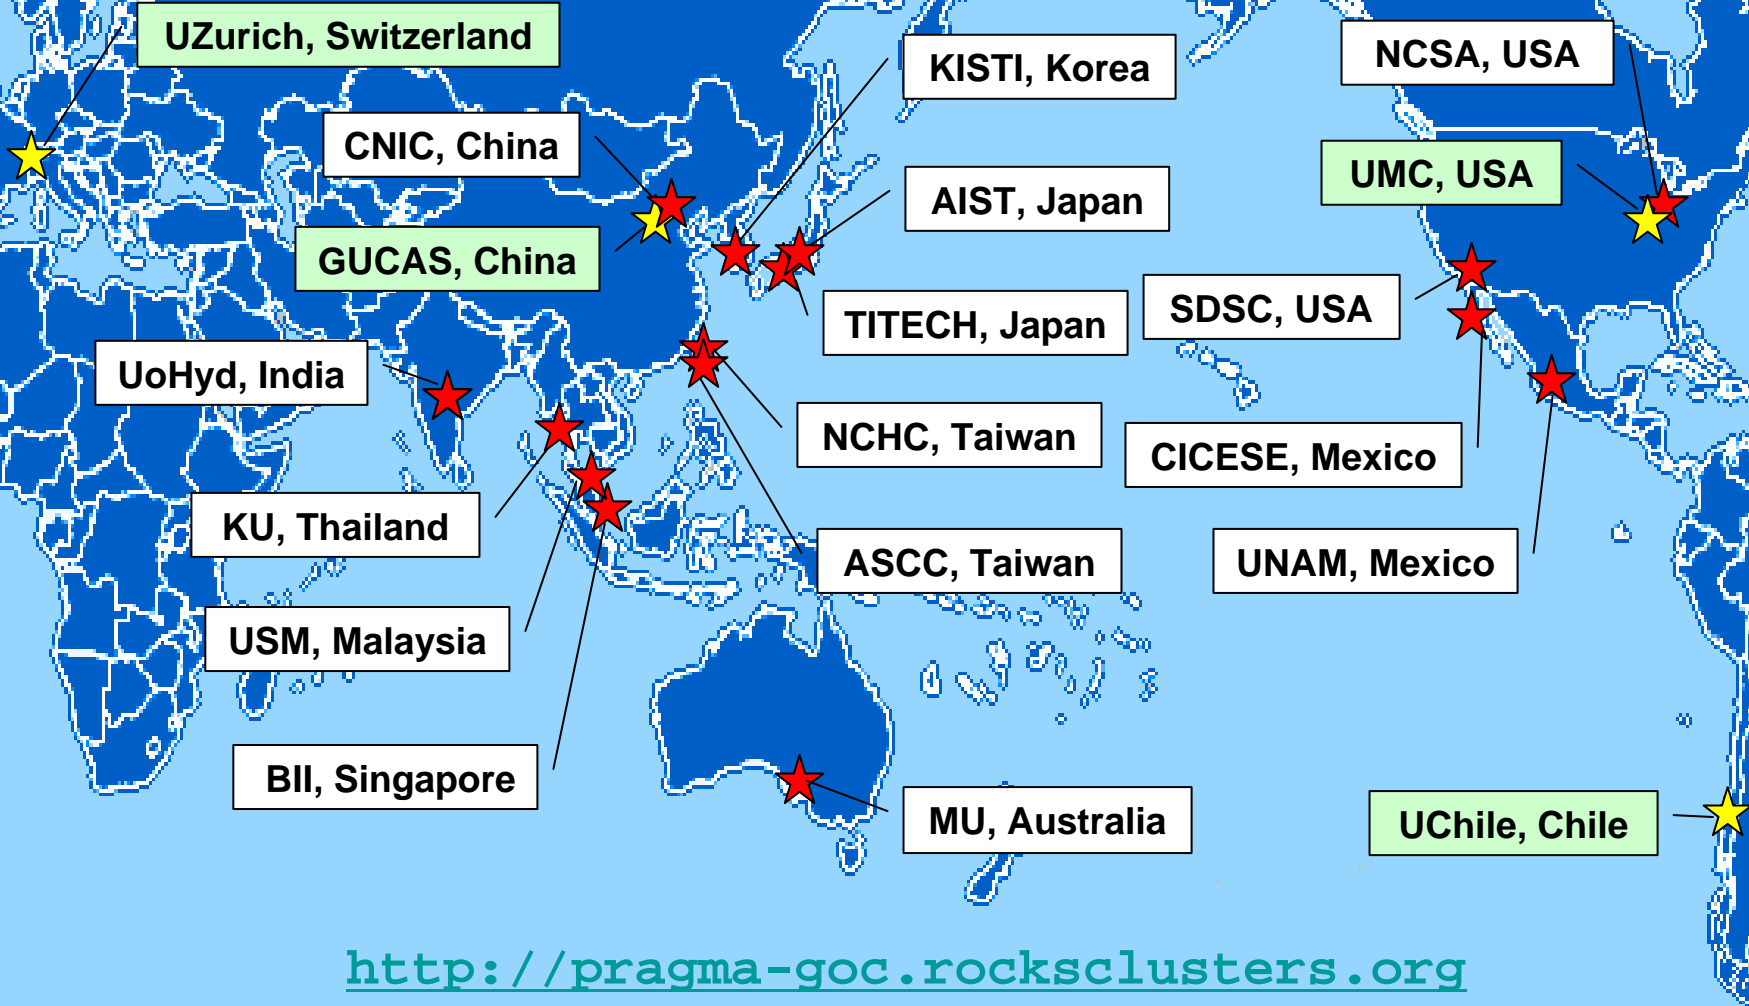 UZurich, Switzerland
NCSA, USA
KISTI, Korea
CNIC, China
UMC, USA
AIST, Japan
GUCAS, China
SDSC, USA
TITECH, Japan
UoHyd, India
NCHC, Taiwan
CICESE, Mexico
KU, Thailand
ASCC, Taiwan
UNAM, Mexico
USM, Malaysia
BII, Singapore
MU, Australia
UChile, Chile
http://pragma-goc.rocksclusters.org